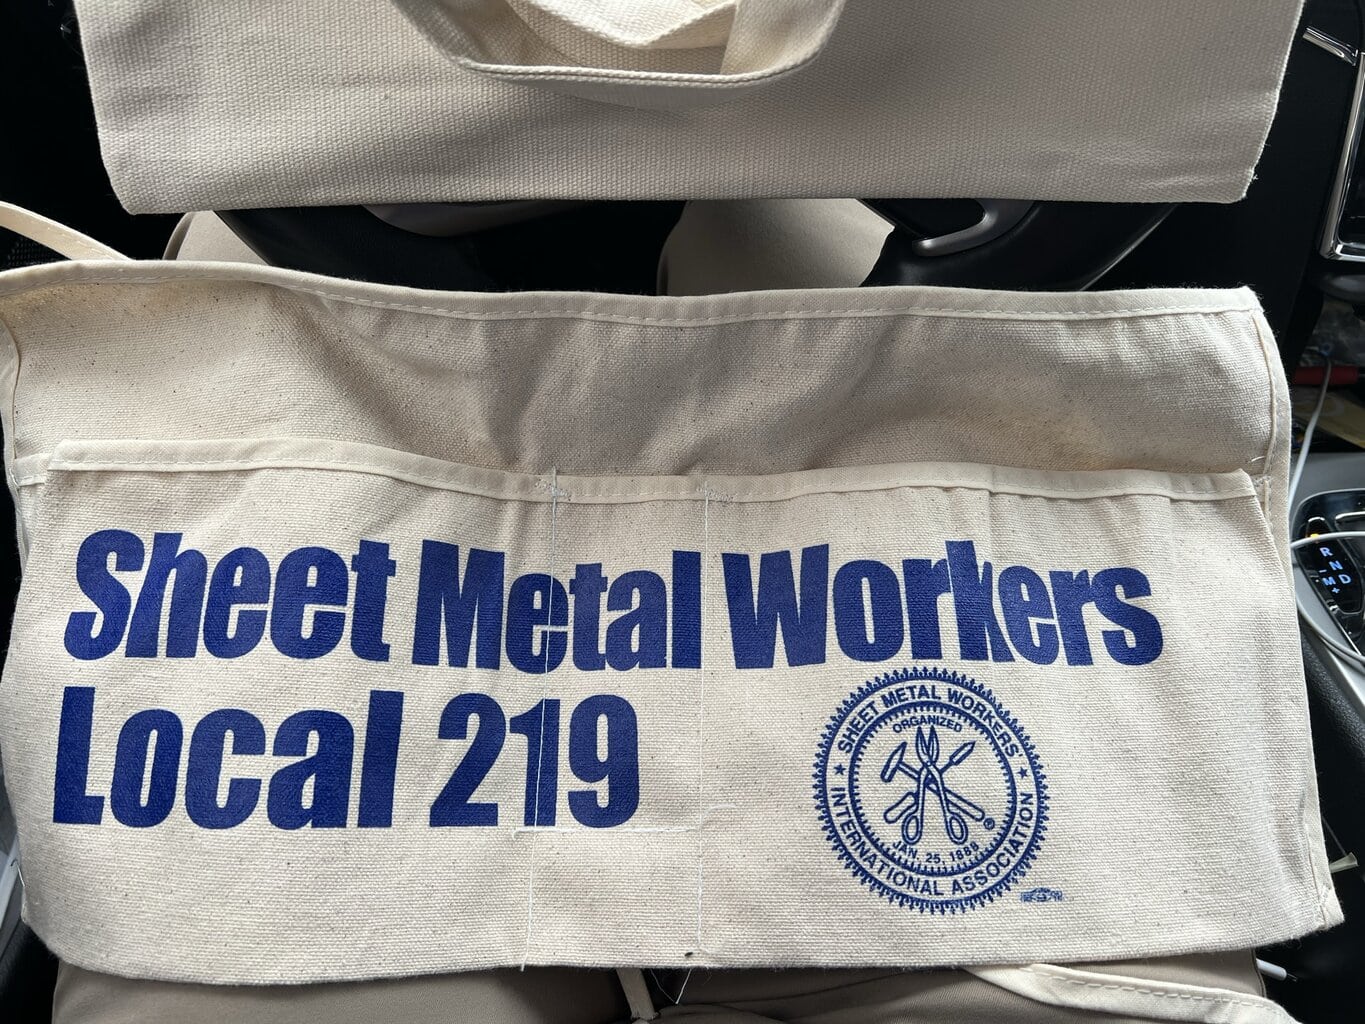 Sheet Metal Workers
Local 219
SHEET METAL WORKERS
INTERNATIONAL ASSOCIATION
ORGANIZED
JAN. 25, 1888
®
R
N
D
M
+